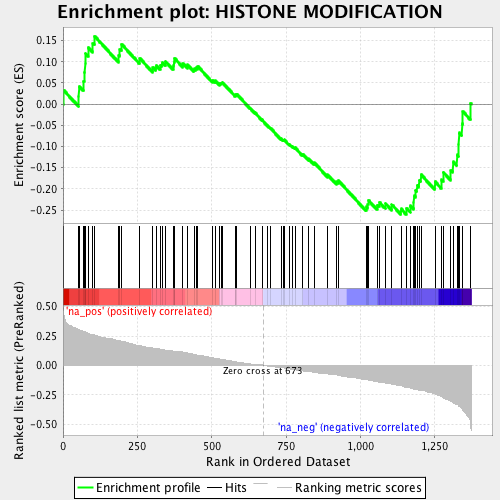 Enrichment plot: HISTONE MODIFICATION
Enrichment score (ES)
0.15
0.10
0.05
0.00
-0.05
-0.10
-0.15
-0.20
-0.25
'na_pos' (positively correlated)
Ranked list metric (PreRanked)
0.50
0.25
0.00
-0.25
-0.50
Zero cross at 673
'na_neg' (negatively correlated)
0
250
500
750
1,000
1,250
Rank in Ordered Dataset
Enrichment profile
Hits
Ranking metric scores